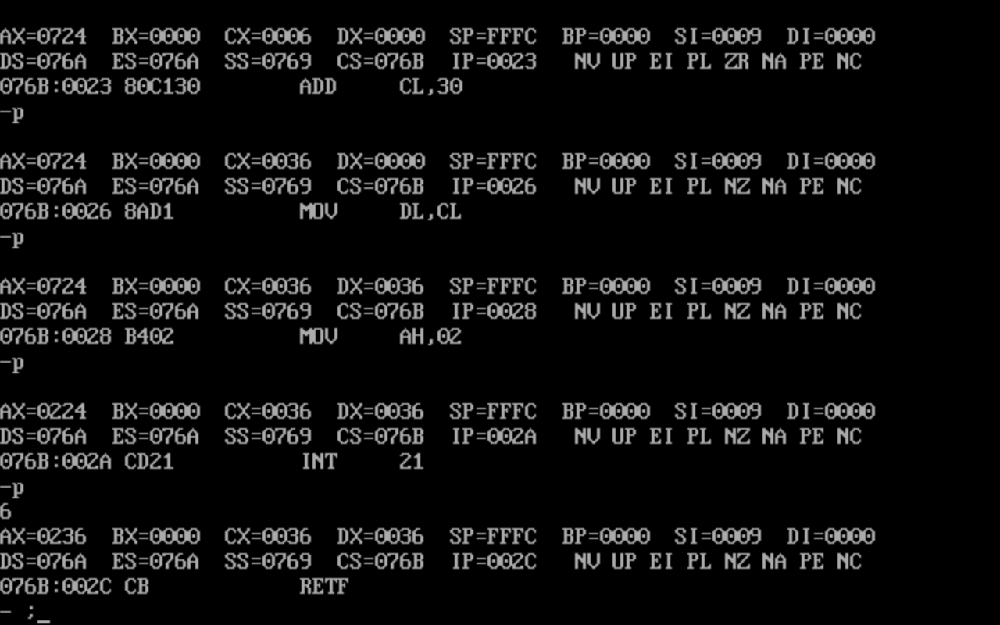 AX=0724  BX=0000  CX=0006  DX=0000  SP=FFFC  BP=0000  SI=0009  DI=0000
DS=076A  ES=076A  SS=0769  CS=076B  IP=0023   NV UP EI PL ZR NA PE NC
076B:0023 80C130        ADD     CL,30
-p
AX=0724  BX=0000  CX=0036  DX=0000  SP=FFFC  BP=0000  SI=0009  DI=0000
DS=076A  ES=076A  SS=0769  CS=076B  IP=0026   NV UP EI PL NZ NA PE NC
076B:0026 8AD1          MOV     DL,CL
-p
AX=0724  BX=0000  CX=0036  DX=0036  SP=FFFC  BP=0000  SI=0009  DI=0000
DS=076A  ES=076A  SS=0769  CS=076B  IP=0028   NV UP EI PL NZ NA PE NC
076B:0028 B402          MOV     AH,02
-p
AX=0224  BX=0000  CX=0036  DX=0036  SP=FFFC  BP=0000  SI=0009  DI=0000
DS=076A  ES=076A  SS=0769  CS=076B  IP=002A   NV UP EI PL NZ NA PE NC
076B:002A CD21          INT     21
-p
6
AX=0236  BX=0000  CX=0036  DX=0036  SP=FFFC  BP=0000  SI=0009  DI=0000
DS=076A  ES=076A  SS=0769  CS=076B  IP=002C   NV UP EI PL NZ NA PE NC
076B:002C CB            RETF
- ;_